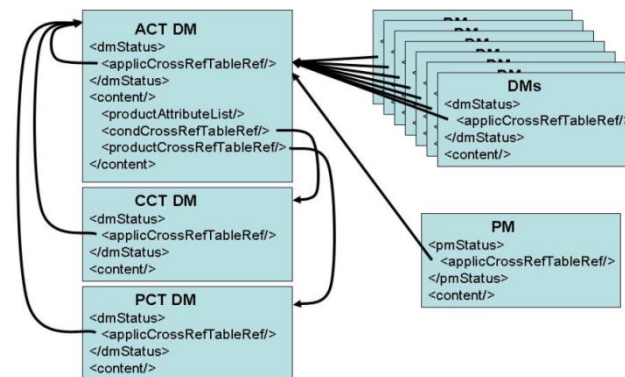 ACT DM
<dmStatus>
<applicCrossRefTableRef/>
</dmStatus>
<content/>
<productAttributeList/>
<condCrossRefTableRef/>
<productCrossRefTableRef/>
</content>
CCT DM
<dmStatus>
<applicCrossRefTableRef/>
</dmStatus>
<content/>
PCT DM
<dmStatus>
<applicCrossRefTableRef/>
</dmStatus>
<content/>
DMs
<dmStatus>
<applicCrossRefTableRef/>
</dmStatus>
<content/>
PM
<pmStatus>
<applicCrossRefTableRef/>
</pmStatus>
<content/>